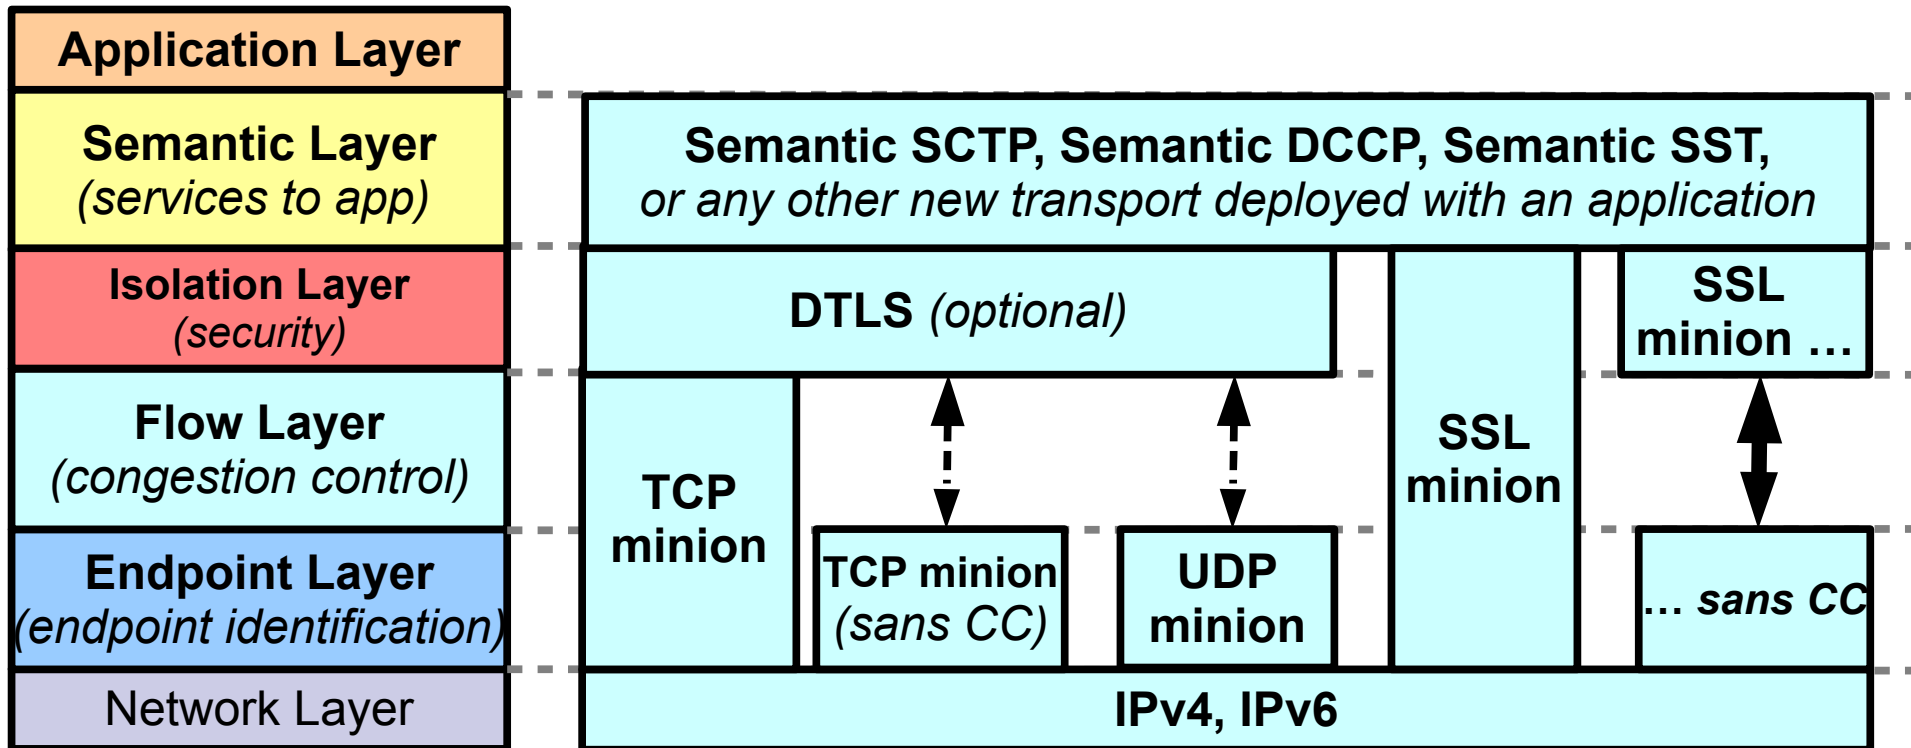 Application Layer
Semantic Layer
(services to app)
Isolation Layer
(security)
Flow Layer
(congestion control)
Endpoint Layer
(endpoint identification)
Network Layer
Semantic SCTP, Semantic DCCP, Semantic SST,
or any other new transport deployed with an application
DTLS (optional)
SSL
minion …
TCP
minion
SSL
minion
TCP minion
(sans CC)
UDP
minion
… sans CC
IPv4, IPv6